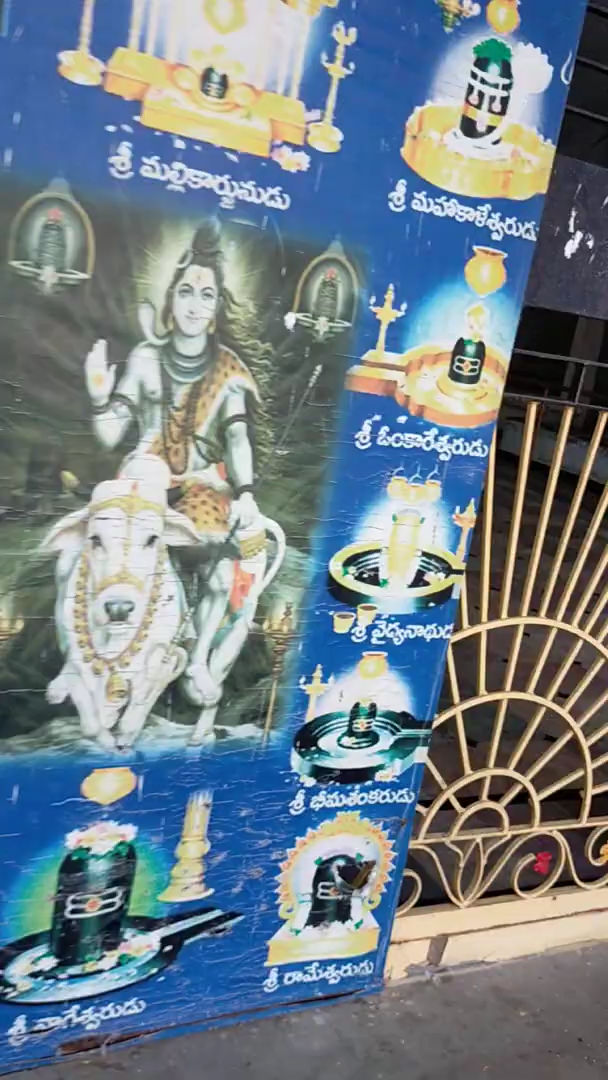 శ్రీ మల్లికార్జునుడు
శ్రీ మహాకాళేశ్వరుడు
శ్రీ ఓంకారేశ్వరుడు
శ్రీ వైద్యనాథుడు
శ్రీ భీమశంకరుడు
శ్రీ రామేశ్వరుడు
శ్రీ నాగేశ్వరుడు